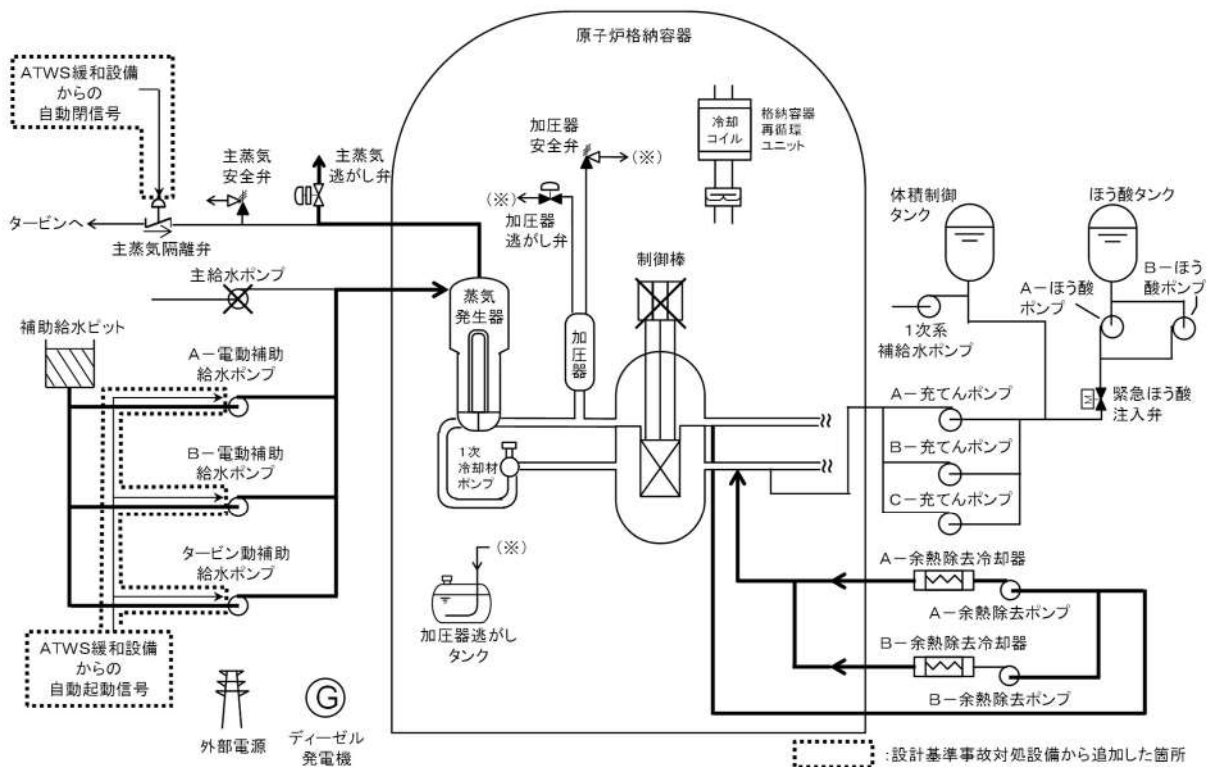 原子炉格納容器
ATWS緩和設備
からの
自動閉信号
主蒸気
安全弁
主蒸気
逃がし弁
タービンへ
主蒸気隔離弁
主給水ポンプ
補助給水ピット
A-電動補助
給水ポンプ
B-電動補助
給水ポンプ
タービン動補助
給水ポンプ
ATWS緩和設備
からの
自動起動信号
外部電源
G
ディーゼル
発電機
加圧器
安全弁
(※)
(※)
加圧器
逃がし弁
冷却
コイル
格納容器
再循環
ユニット
制御棒
蒸気
発生器
加圧器
1次
冷却材
ポンプ
(※)
加圧器逃がし
タンク
体積制御
タンク
ほう酸タンク
B-ほう
酸ポンプ
A-ほう酸
ポンプ
1次系
補給水ポンプ
M
緊急ほう酸
注入弁
A-充てんポンプ
B-充てんポンプ
C-充てんポンプ
A-余熱除去冷却器
A-余熱除去ポンプ
B-余熱除去冷却器
B-余熱除去ポンプ
:設計基準事故対処設備から追加した箇所